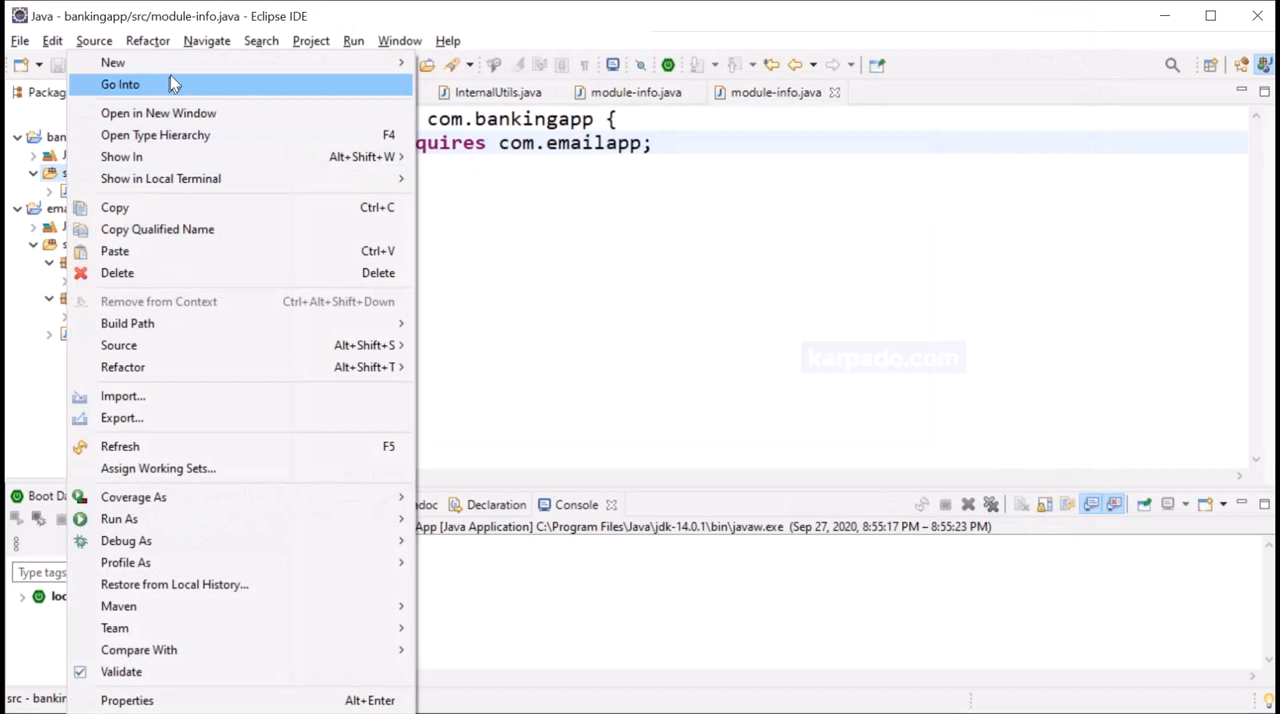 Java - bankingapp/src/module-info.java - Eclipse IDE
File Edit Source Refactor Navigate Search Project Run Window Help
New
Packag
InternalUtils.java module-info.java module-info.java
Go Into
com.bankingapp {
Open in New Window
ban
Open Type Hierarchy F4
quires com.emailapp;
Show In Alt+Shift+W
Show in Local Terminal
Copy Ctrl+C
ema
Copy Qualified Name
Paste Ctrl+V
Delete Delete
Remove from Context Ctrl+Alt+Shift+Down
Build Path
Source Alt+Shift+S
karpado.com
Refactor Alt+Shift+T
Import...
Export...
Refresh F5
Assign Working Sets...
Boot Da
Coverage As
doc Declaration Console
Run As
App [Java Application] C:\Program Files\Java\jdk-14.0.1\bin\javaw.exe (Sep 27, 2020, 8:55:17 PM – 8:55:23 PM)
Debug As
Profile As
Type tags
Restore from Local History...
loc
Maven
Team
Compare With
Validate
src - bankin
Properties Alt+Enter